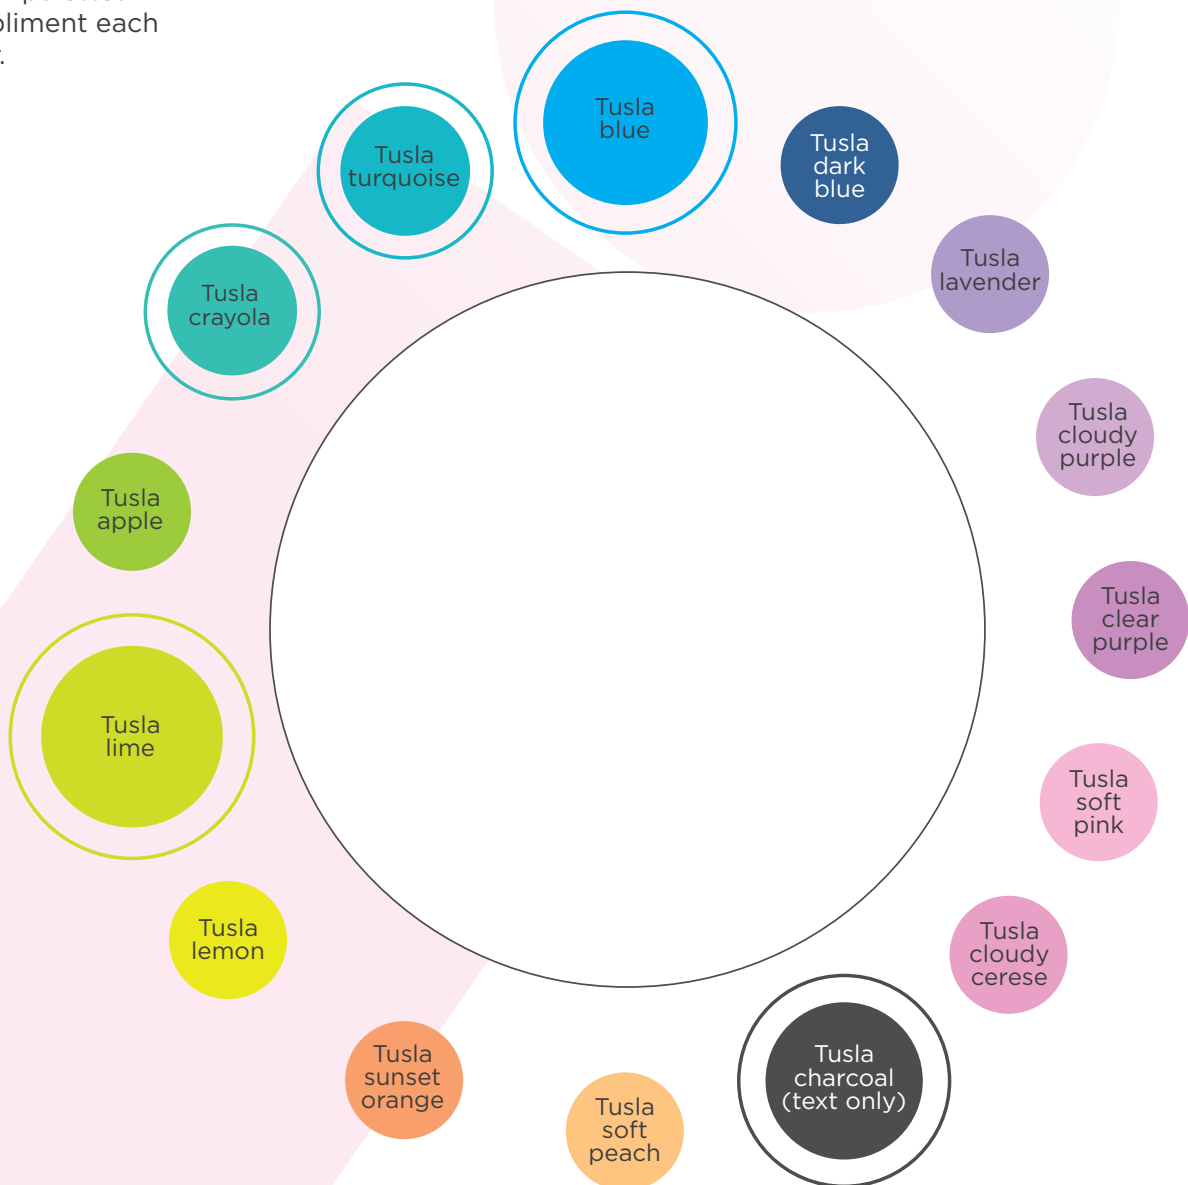 pliment each
Tusla
blue
Tusla
dark
blue
Tusla
turquoise
Tusla
lavender
Tusla
crayola
Tusla
cloudy
purple
Tusla
apple
Tusla
clear
purple
Tusla
lime
Tusla
soft
pink
Tusla
lemon
Tusla
cloudy
cerese
Tusla
sunset
orange
Tusla
charcoal
(text only)
Tusla
soft
peach